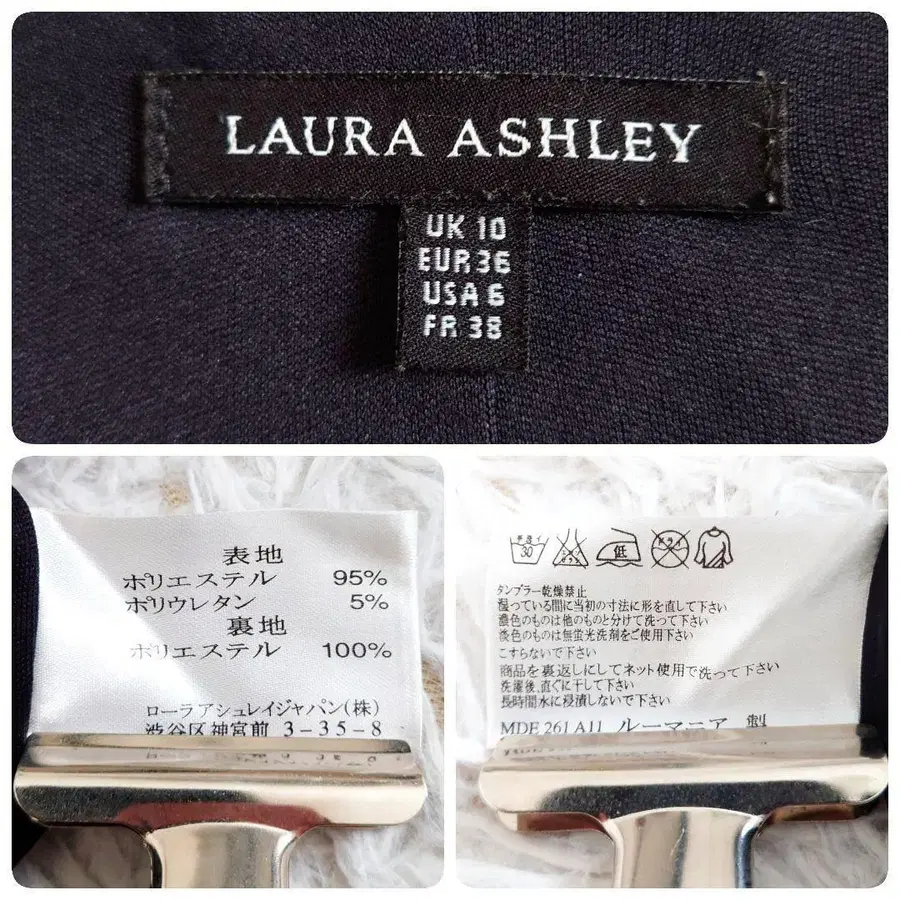 LAURA ASHLEY
UK 10
EUR 36
USA 6
FR 38
表地
ポリエステル 95%
ポリウレタン 5%
裏地
ポリエステル 100%
ローラアシュレイジャパン(株)
渋谷区神宮前 3-35-8
手洗イ 30 低 ドライ
タンブラー乾燥禁止
湿っている間に当初の寸法に形を直して下さい
濃色のものは他のものと分けて洗って下さい
淡色のものは無蛍光洗剤をご使用下さい
こすらないで下さい
商品を裏返しにしてネット使用で洗って下さい
洗濯後、直ぐに干して下さい
長時間水に浸漬しないで下さい
MDE 261 A11 ルーマニア 製